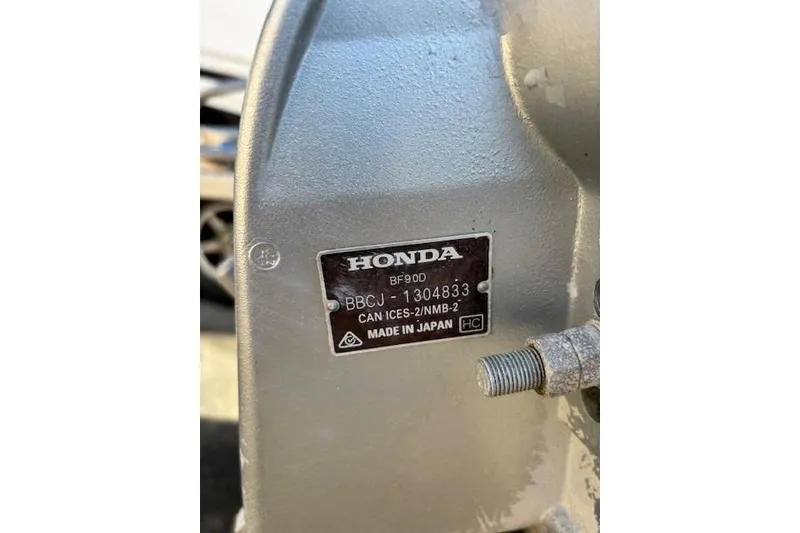 HONDA
BF90D
BBCJ - 1304833
CAN ICES-2/NMB-2
MADE IN JAPAN HC